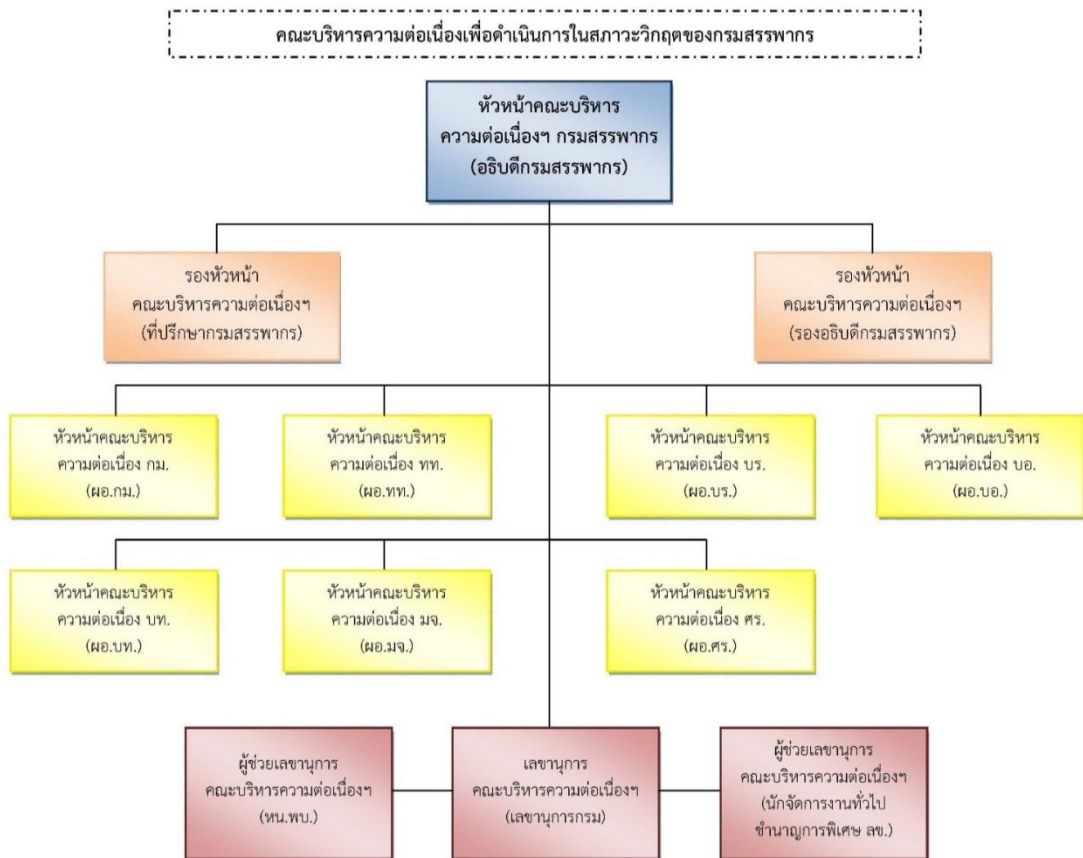 คณะบริหารความต่อเนื่องเพื่อดำเนินการในสภาวะวิกฤตของกรมสรรพากร
หัวหน้าคณะบริหาร
ความต่อเนื่องฯ กรมสรรพากร
(อธิบดีกรมสรรพากร)
รองหัวหน้า
คณะบริหารความต่อเนื่องฯ
(ที่ปรึกษากรมสรรพากร)
รองหัวหน้า
คณะบริหารความต่อเนื่องฯ
(รองอธิบดีกรมสรรพากร)
หัวหน้าคณะบริหาร
ความต่อเนื่อง กม.
(ผอ.กม.)
หัวหน้าคณะบริหาร
ความต่อเนื่อง ทท.
(ผอ.ทท.)
หัวหน้าคณะบริหาร
ความต่อเนื่อง บร.
(ผอ.บร.)
หัวหน้าคณะบริหาร
ความต่อเนื่อง บอ.
(ผอ.บอ.)
หัวหน้าคณะบริหาร
ความต่อเนื่อง บท.
(ผอ.บท.)
หัวหน้าคณะบริหาร
ความต่อเนื่อง มจ.
(ผอ.มจ.)
หัวหน้าคณะบริหาร
ความต่อเนื่อง ศร.
(ผอ.ศร.)
ผู้ช่วยเลขานุการ
คณะบริหารความต่อเนื่องฯ
(หน.พบ.)
เลขานุการ
คณะบริหารความต่อเนื่องฯ
(เลขานุการกรม)
ผู้ช่วยเลขานุการ
คณะบริหารความต่อเนื่องฯ
(นักจัดการงานทั่วไป
ชำนาญการพิเศษ ลข.)